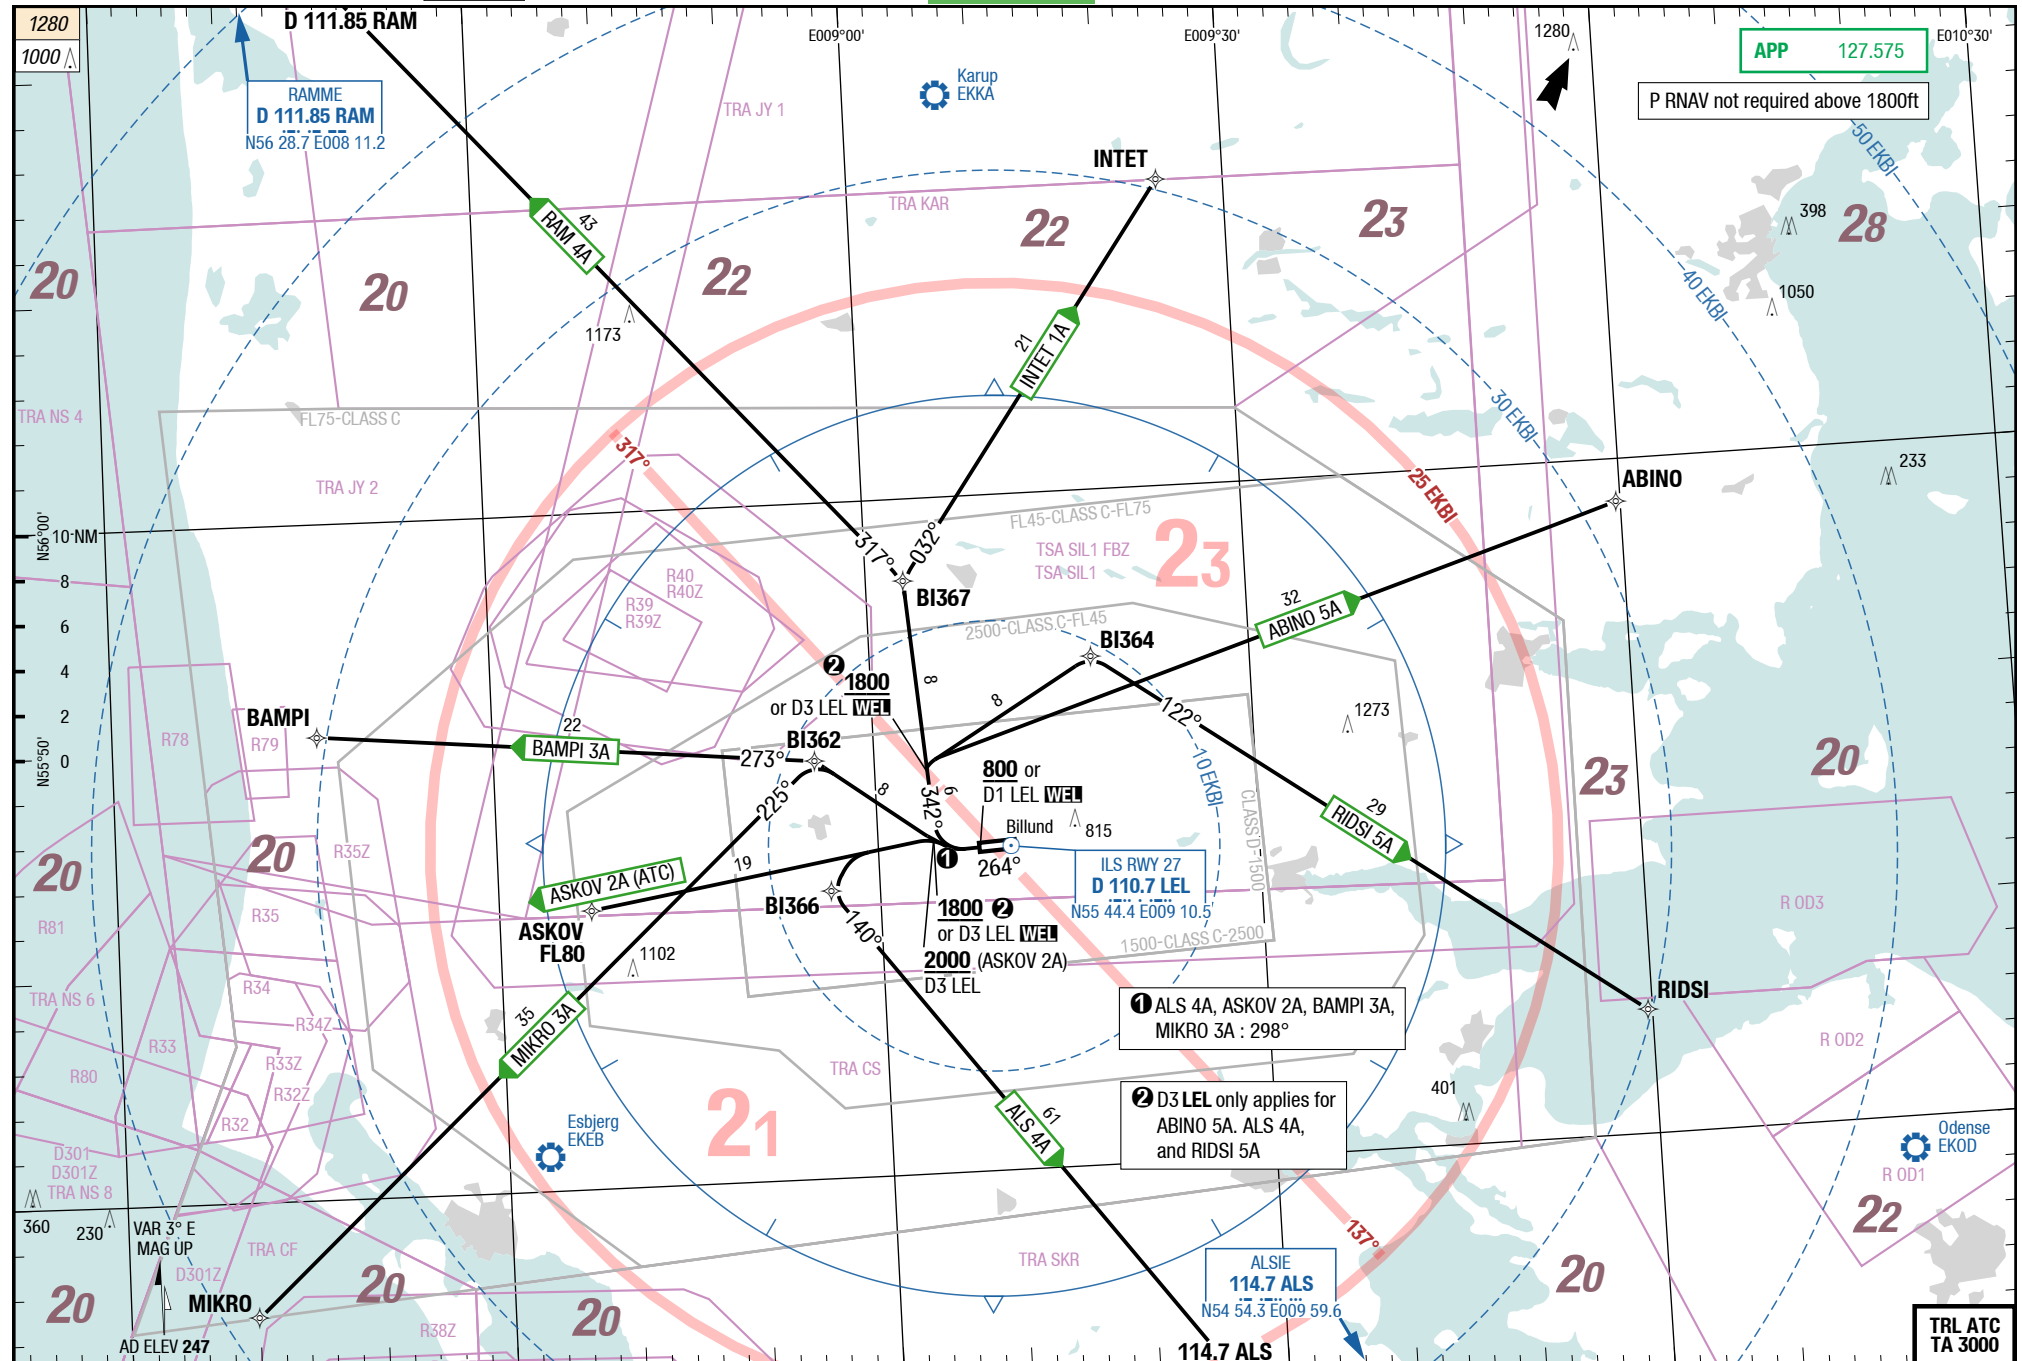 1280
1000
D 111.85 RAM
RAMME
D 111.85 RAM
N56 28.7 E008 11.2
E009°00'
E009°30'
E010°30'
1280
APP 127.575
P RNAV not required above 1800ft
Karup
EKKA
TRA JY 1
INTET
50 EKBI
TRA KAR
22
23
398
28
43
RAM 4A
20
20
22
1173
40 EKBI
1050
21
INTET 1A
TRA NS 4
FL75-CLASS C
317°
30 EKBI
25 EKBI
ABINO
233
TRA JY 2
N56°00'
10 NM
8
6
4
2
0
N55°50'
FL45-CLASS C-FL75
317°
032°
TSA SIL1 FBZ
TSA SIL1
23
BI367
R40
R40Z
R39
R39Z
2500-CLASS C-FL45
BI364
32
ABINO 5A
2
1800
or D3 LEL WEL
8
8
122°
1273
BAMPI
R78
R79
22
BAMPI 3A
273°
BI362
225°
8
342°
6
800 or
D1 LEL WEL
10 EKBI
CLASS D-1500
815
Billund
1
264°
29
RIDSI 5A
23
20
20
20
R35Z
R35
R81
19
ASKOV 2A (ATC)
ASKOV
FL80
BI366
140°
1800 2
or D3 LEL WEL
2000 (ASKOV 2A)
D3 LEL
ILS RWY 27
D 110.7 LEL
N55 44.4 E009 10.5
1500-CLASS C-2500
R OD3
RIDSI
1102
R34
R34Z
TRA NS 6
35
MIKRO 3A
1 ALS 4A, ASKOV 2A, BAMPI 3A,
MIKRO 3A : 298°
R OD2
R33
R33Z
R32Z
R80
R32
TRA CS
21
61
ALS 4A
2 D3 LEL only applies for
ABINO 5A. ALS 4A,
and RIDSI 5A
401
Esbjerg
EKEB
Odense
EKOD
R OD1
D301
D301Z
TRA NS 8
360
230
VAR 3° E
MAG UP
TRA CF
D301Z
TRA SKR
137°
22
20
20
20
20
MIKRO
R38Z
AD ELEV 247
ALSIE
114.7 ALS
N54 54.3 E009 59.6
114.7 ALS
TRL ATC
TA 3000